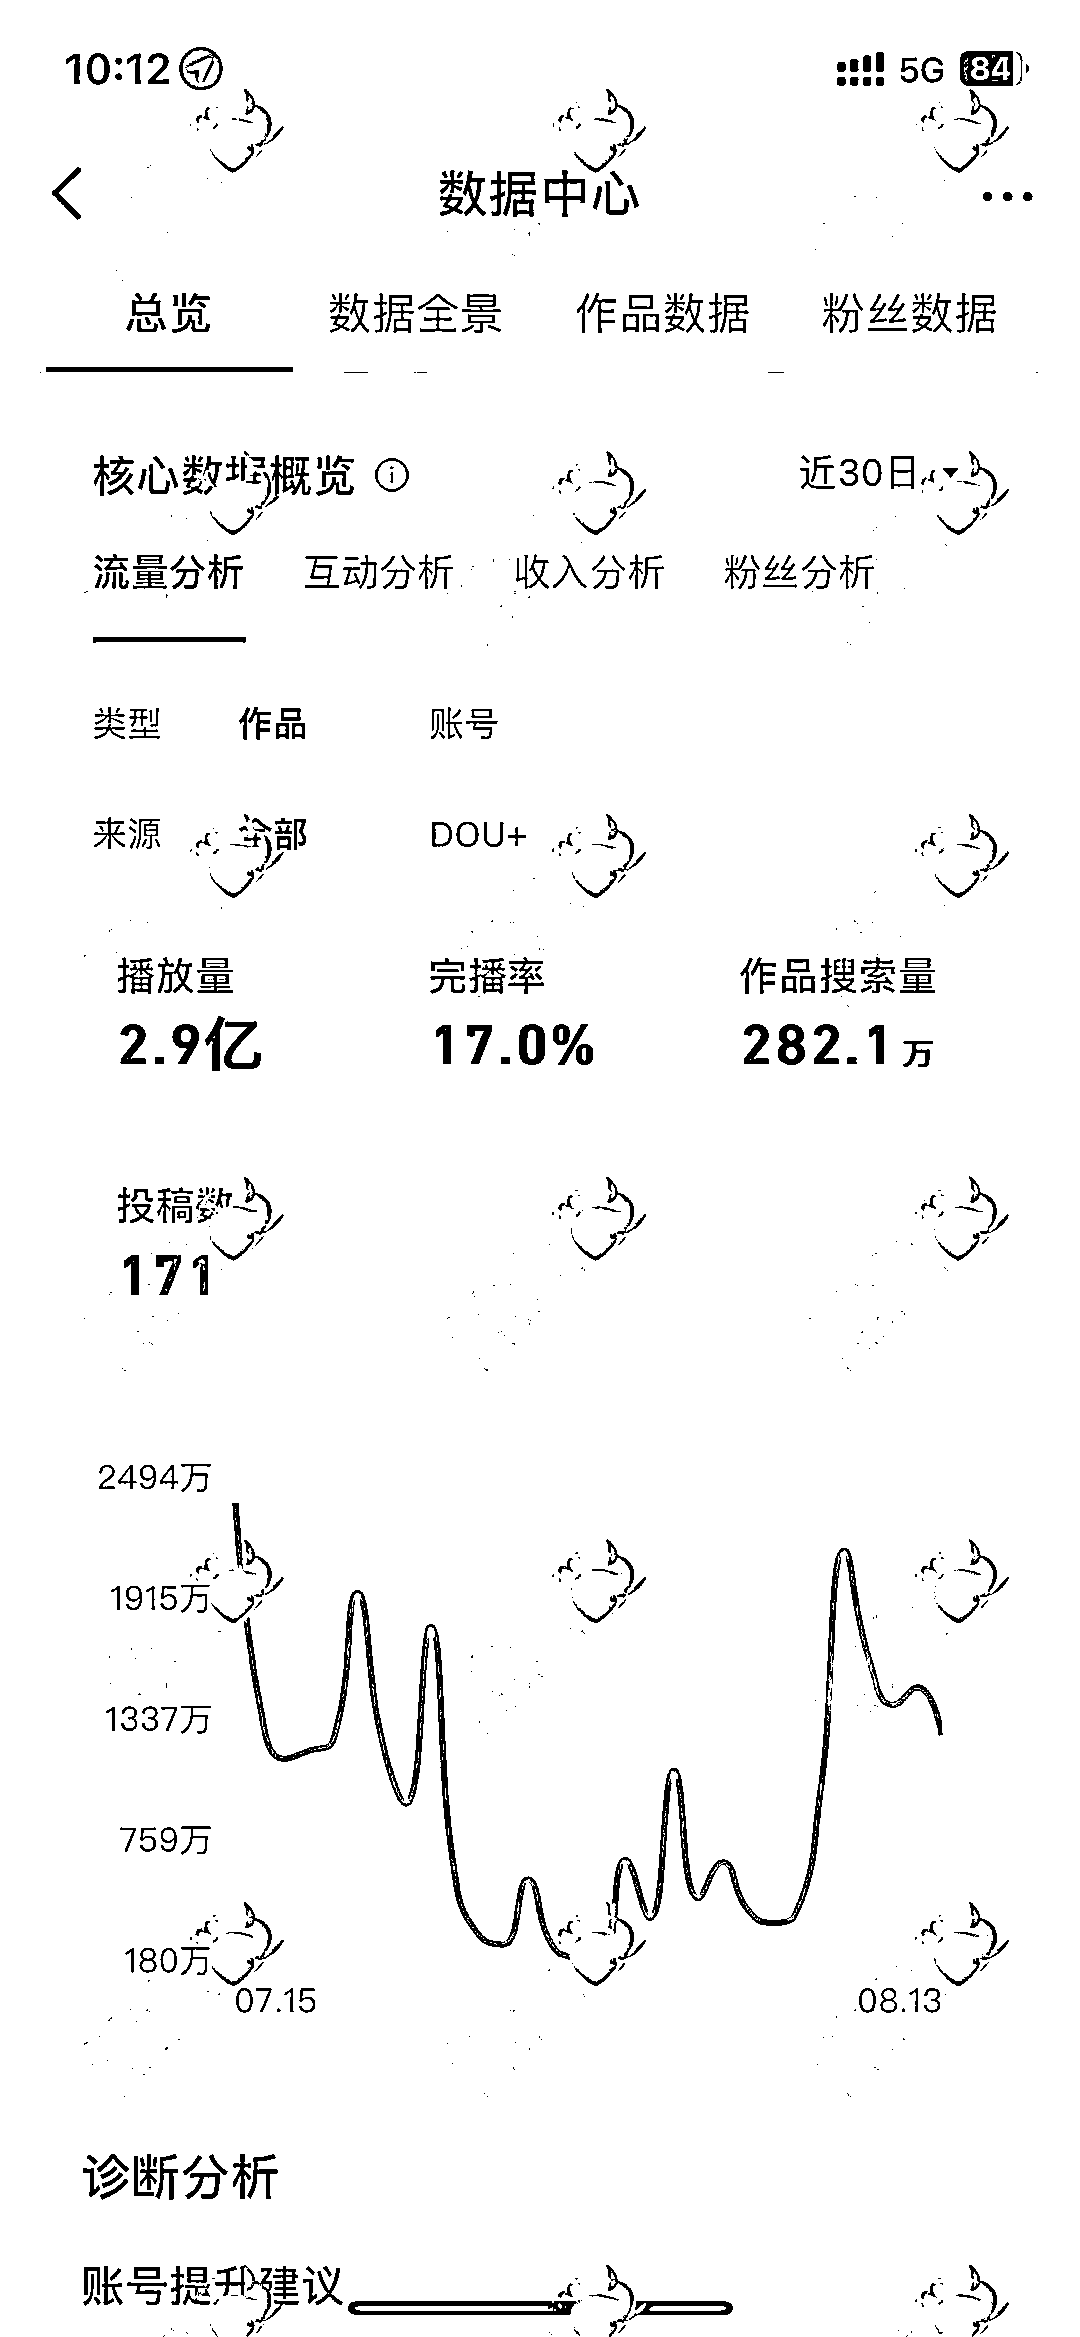 10:12 5G 84
数据中心
总览 数据全景 作品数据 粉丝数据
核心数据概览 近30日
流量分析 互动分析 收入分析 粉丝分析
类型 作品 账号
来源 全部 DOU+
播放量 完播率 作品搜索量
2.9亿 17.0% 282.1万
投稿数
171
2494万
1915万
1337万
759万
180万
07.15 08.13
诊断分析
账号提升建议